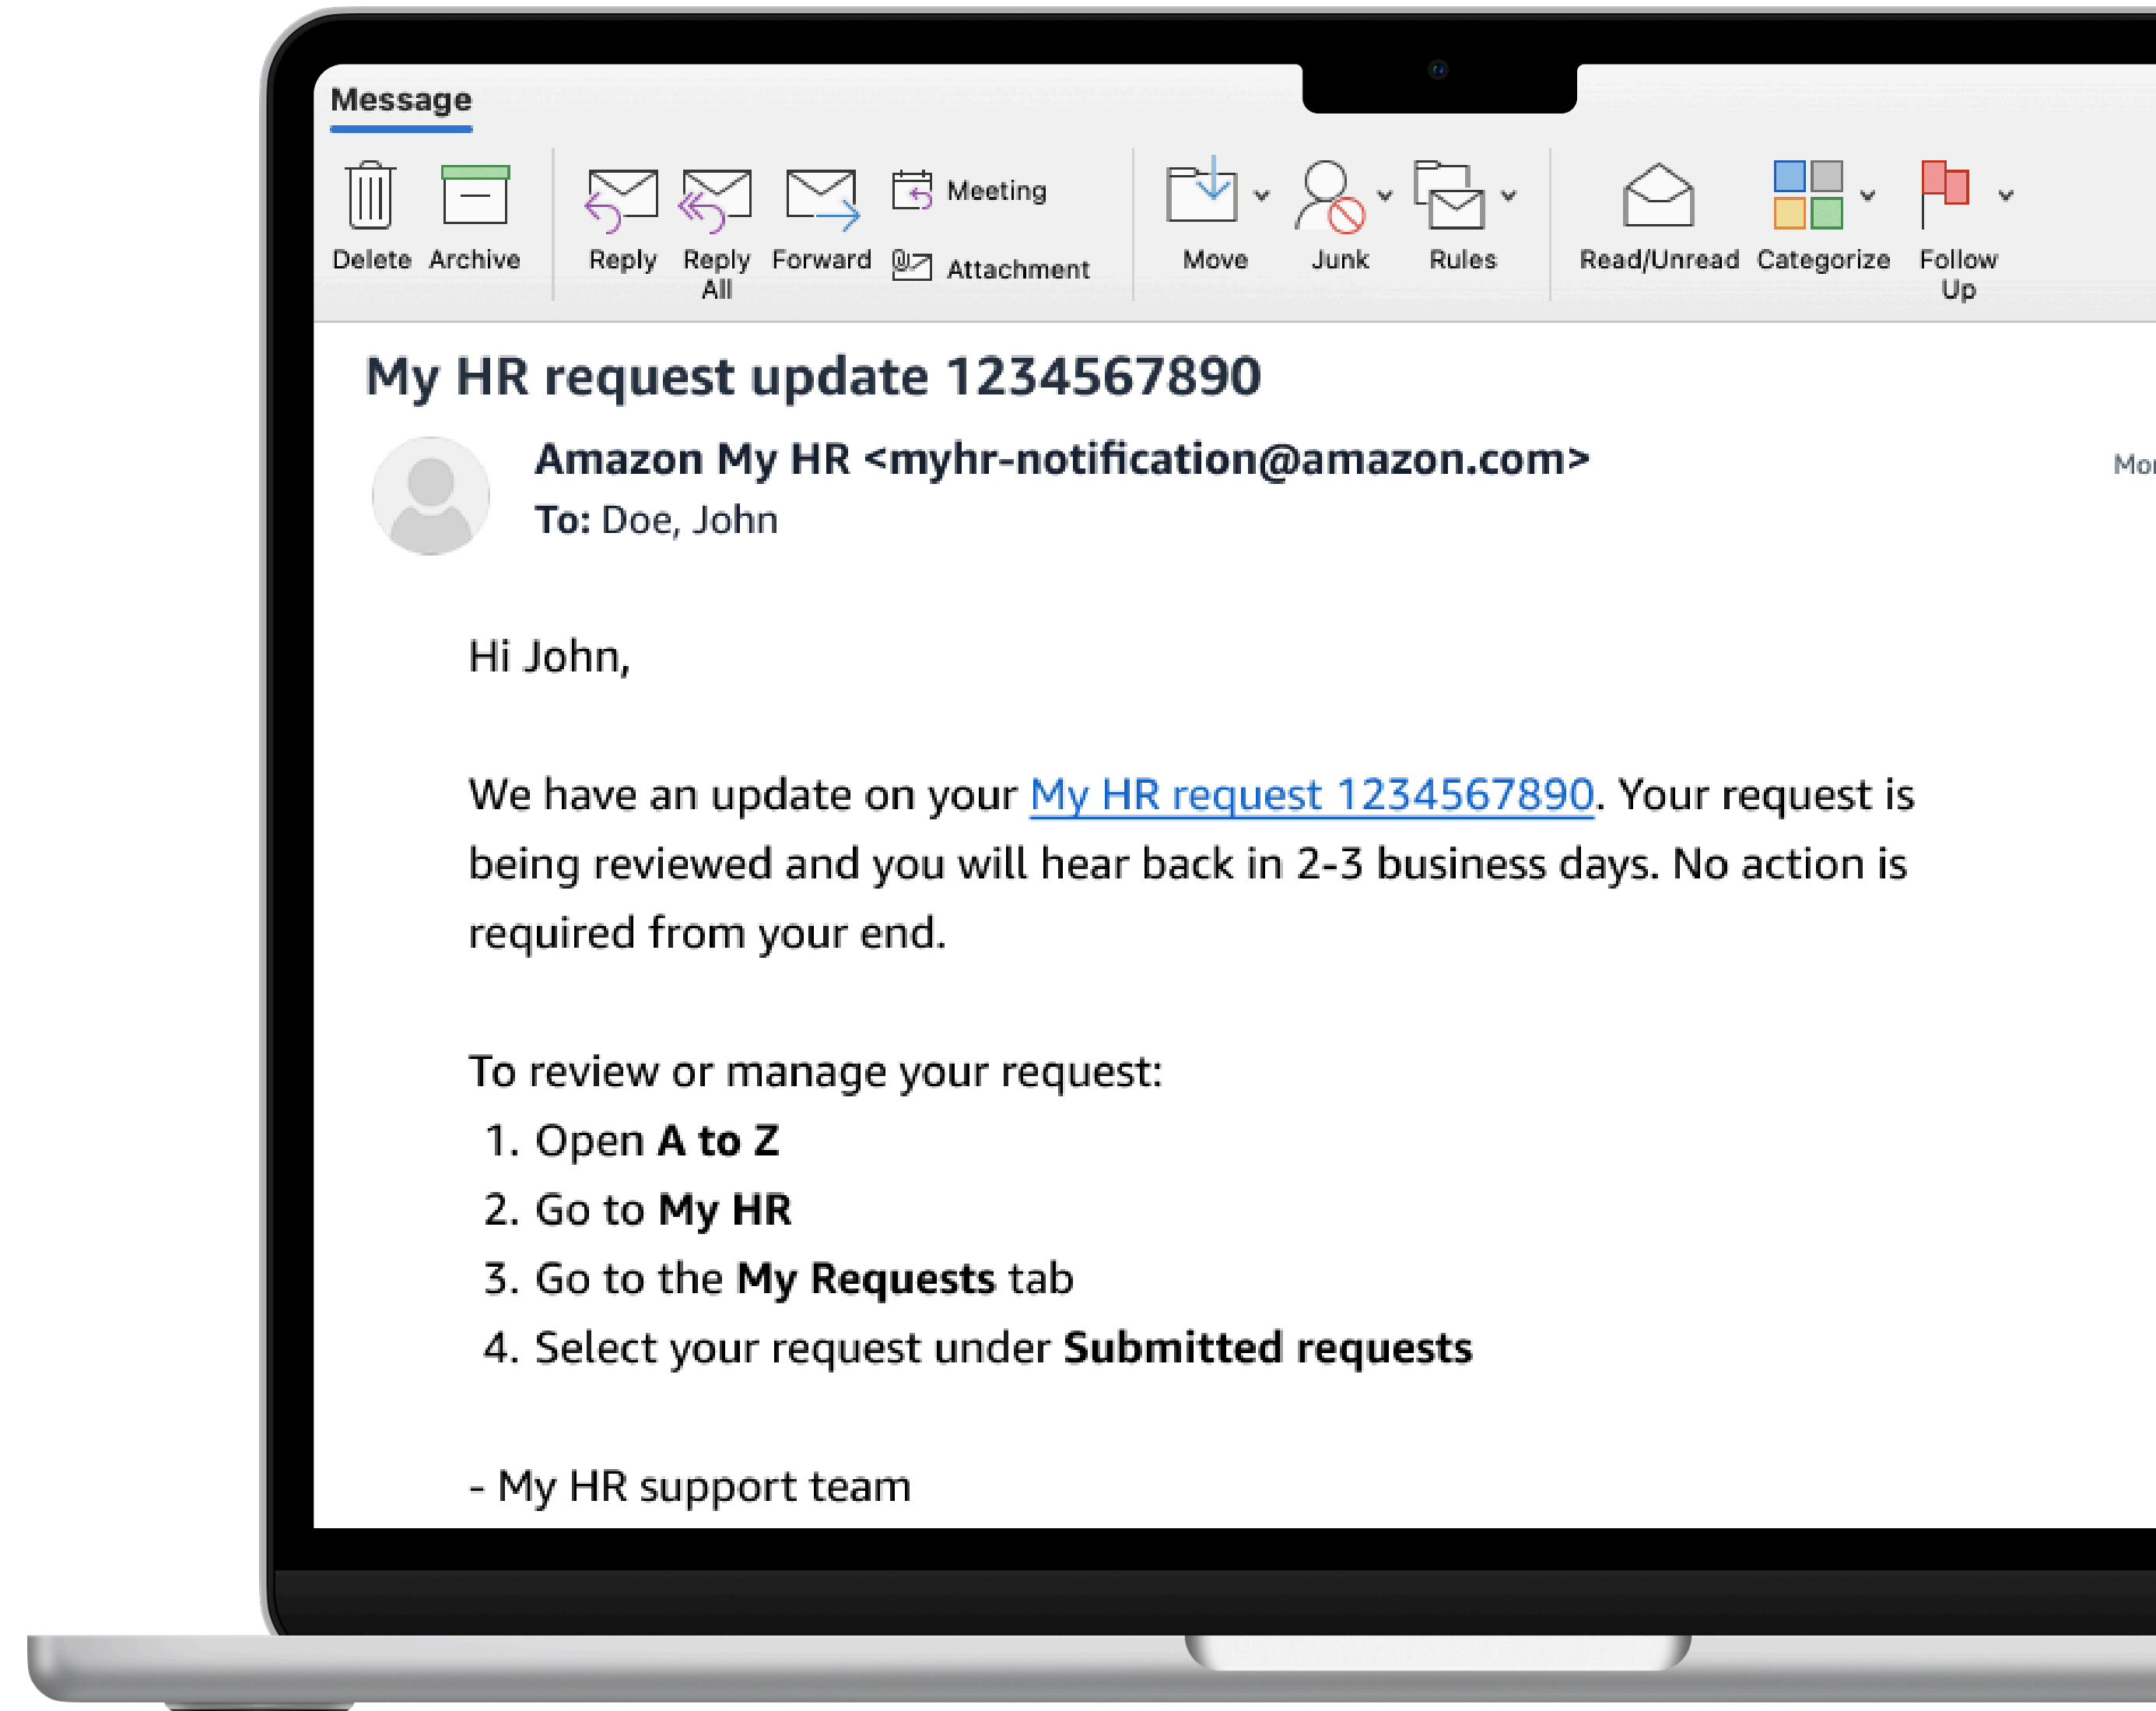 Message
Delete
Archive
Reply
Reply
All
Forward
Meeting
Attachment
Move
Junk
Rules
Read/Unread
Categorize
Follow
Up
My HR request update 1234567890
Amazon My HR <myhr-notification@amazon.com>
To: Doe, John
Hi John,
We have an update on your My HR request 1234567890. Your request is
being reviewed and you will hear back in 2-3 business days. No action is
required from your end.
To review or manage your request:
1. Open A to Z
2. Go to My HR
3. Go to the My Requests tab
4. Select your request under Submitted requests
- My HR support team